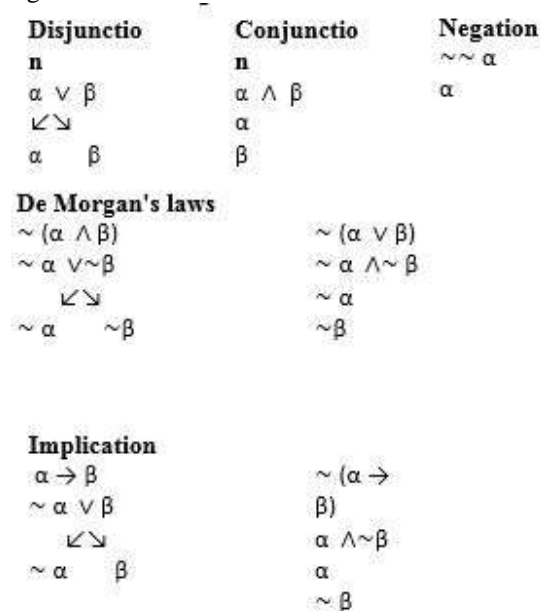 Disjunctio Conjunctio Negation
n n ~~ α
α ∨ β α ∧ β α
↙↘ α
α β β
De Morgan's laws
~ (α ∧ β) ~ (α ∨ β)
~ α ∨~β ~ α ∧~ β
↙↘ ~ α
~ α ~β ~β
Implication
α → β ~ (α →
~ α ∨ β β)
↙↘ α ∧~β
~ α β α
~ β